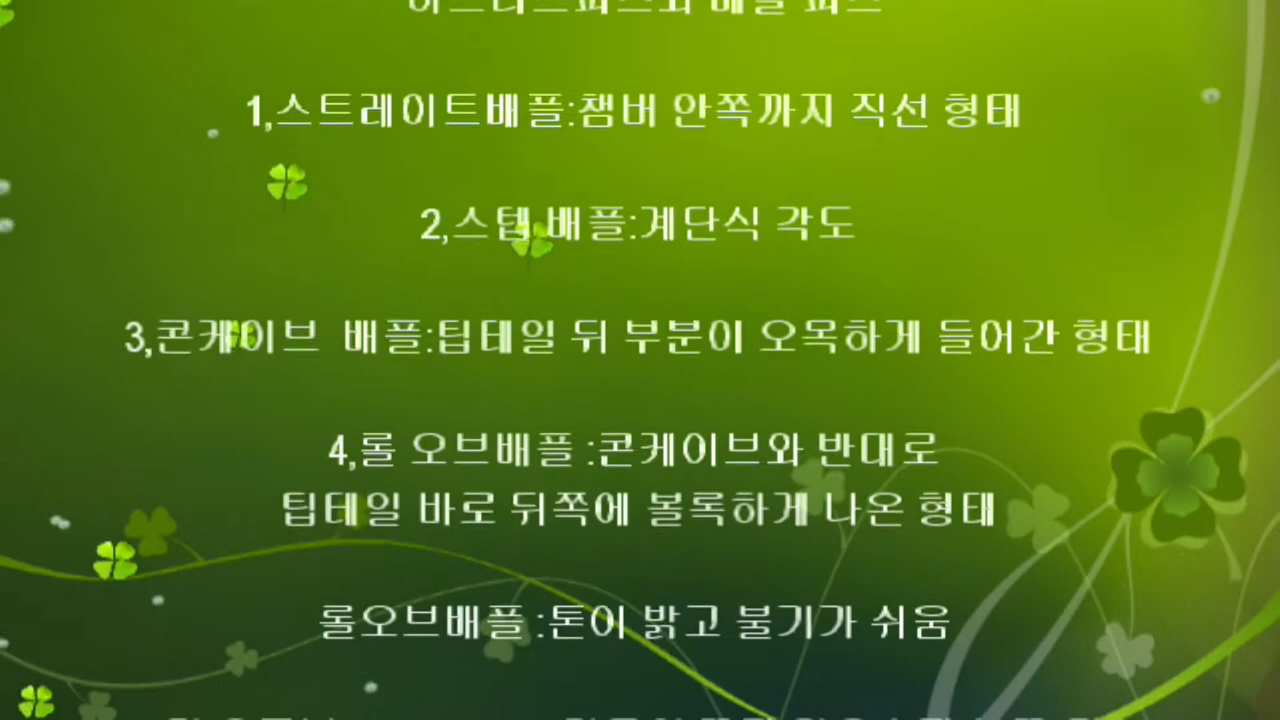 1,스트레이트배플:챔버 안쪽까지 직선 형태
2,스텝 배플:계단식 각도
3,콘케이브 배플:팁테일 뒤 부분이 오목하게 들어간 형태
4,롤 오브배플 :콘케이브와 반대로
팁테일 바로 뒤쪽에 볼록하게 나온 형태
롤오브배플 :톤이 밝고 불기가 쉬움